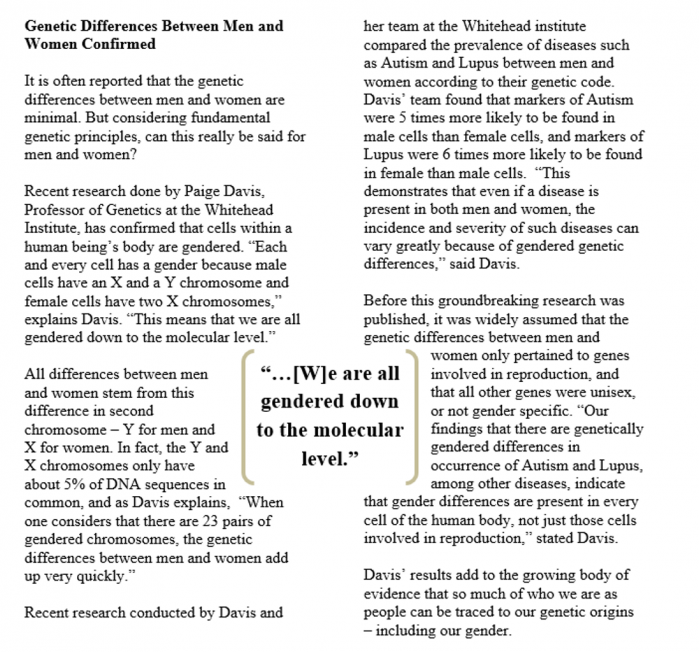 Genetic Differences Between Men and
Women Confirmed
It is often reported that the genetic
differences between men and women are
minimal. But considering fundamental
genetic principles, can this really be said for
men and women?
Recent research done by Paige Davis,
Professor of Genetics at the Whitehead
Institute, has confirmed that cells within a
human being's body are gendered. “Each
and every cell has a gender because male
cells have an X and a Y chromosome and
female cells have two X chromosomes,”
explains Davis. “This means that we are all
gendered down to the molecular level.”
All differences between men
and women stem from this
difference in second
chromosome – Y for men and
X for women. In fact, the Y and
X chromosomes only have
about 5% of DNA sequences in
common, and as Davis explains, “When
one considers that there are 23 pairs of
gendered chromosomes, the genetic
differences between men and women add
up very quickly.”
Recent research conducted by Davis and
“…[W]e are all
gendered down
to the molecular
level.”
her team at the Whitehead institute
compared the prevalence of diseases such
as Autism and Lupus between men and
women according to their genetic code.
Davis’ team found that markers of Autism
were 5 times more likely to be found in
male cells than female cells, and markers of
Lupus were 6 times more likely to be found
in female than male cells. “This
demonstrates that even if a disease is
present in both men and women, the
incidence and severity of such diseases can
vary greatly because of gendered genetic
differences,” said Davis.
Before this groundbreaking research was
published, it was widely assumed that the
genetic differences between men and
women only pertained to genes
involved in reproduction, and
that all other genes were unisex,
or not gender specific. “Our
findings that there are genetically
gendered differences in
occurrence of Autism and Lupus,
among other diseases, indicate
that gender differences are present in every
cell of the human body, not just those cells
involved in reproduction,” stated Davis.
Davis’ results add to the growing body of
evidence that so much of who we are as
people can be traced to our genetic origins
– including our gender.